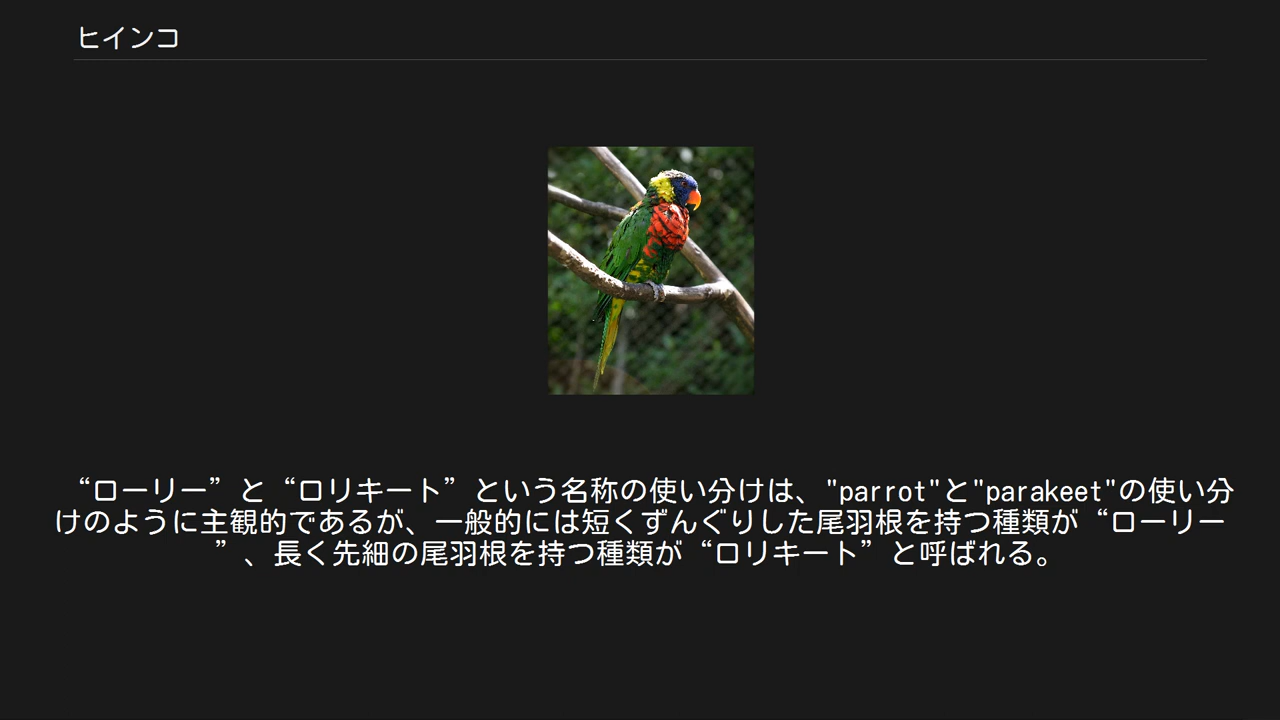 ヒインコ
“ローリー”と“ロリキート”という名称の使い分けは、"parrot"と"parakeet"の使い分
けのように主観的であるが、一般的には短くずんぐりした尾羽根を持つ種類が“ローリー
”、長く先細の尾羽根を持つ種類が“ロリキート”と呼ばれる。